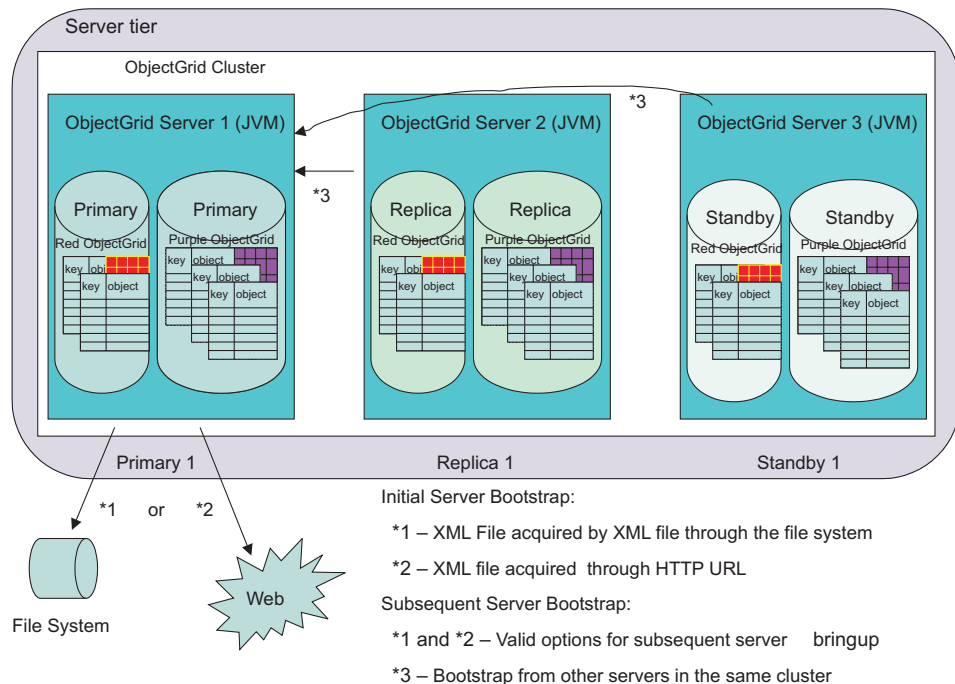 Server tier
ObjectGrid Cluster
*3
ObjectGrid Server 1 (JVM)
ObjectGrid Server 2 (JVM)
ObjectGrid Server 3 (JVM)
*3
Primary
Primary
Red ObjectGrid
Purple ObjectGrid
key obje
key object
key object
key object
key object
Replica
Replica
Red ObjectGrid
Purple ObjectGrid
key obje
key object
key object
key object
key object
Standby
Standby
Red ObjectGrid
Purple ObjectGrid
key obje
key object
key object
key object
key object
Primary 1
Replica 1
Standby 1
*1 or *2
File System
Web
Initial Server Bootstrap:
*1 – XML File acquired by XML file through the file system
*2 – XML file acquired through HTTP URL
Subsequent Server Bootstrap:
*1 and *2 – Valid options for subsequent server bringup
*3 – Bootstrap from other servers in the same cluster